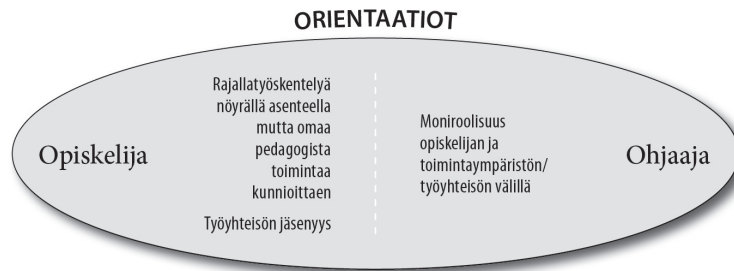 ORIENTAATIOT
Opiskelija
Rajallatyöskentelyä
nöyrällä asenteella
mutta omaa
pedagogista
toimintaa
kunnioittaen
Työyhteisön jäsenyys
Moniroolisuus
opiskelijan ja
toimintaympäristön/
työyhteisön välillä
Ohjaaja